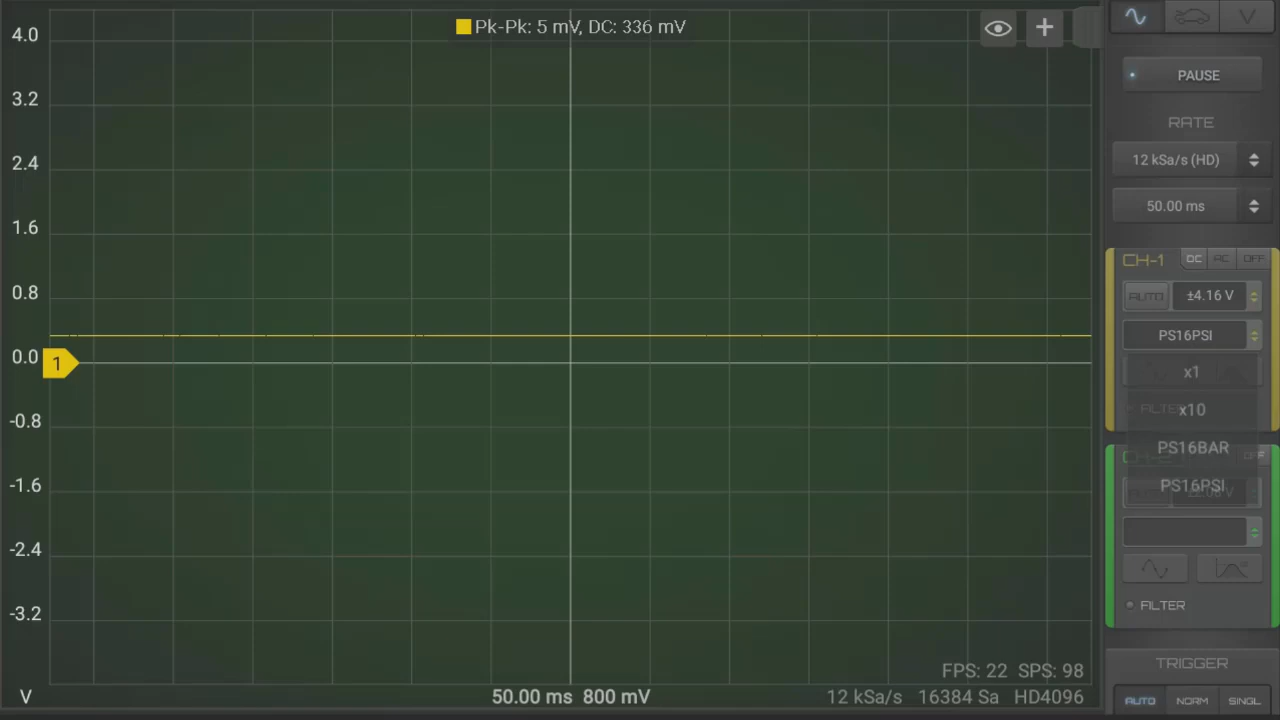 Pk-Pk: 5 mV, DC: 336 mV
4.0
3.2
2.4
1.6
0.8
0.0
-0.8
-1.6
-2.4
-3.2
1
V
50.00 ms 800 mV
FPS: 22 SPS: 98
12 kSa/s 16384 Sa HD4096
V
PAUSE
RATE
12 kSa/s (HD)
50.00 ms
CH-1 DC AC OFF
AUTO ±4.16 V
PS16PSI
x1
FILTER
x10
PS16BAR
OFF
PS16PSI
FILTER
TRIGGER
AUTO NORM SINGL